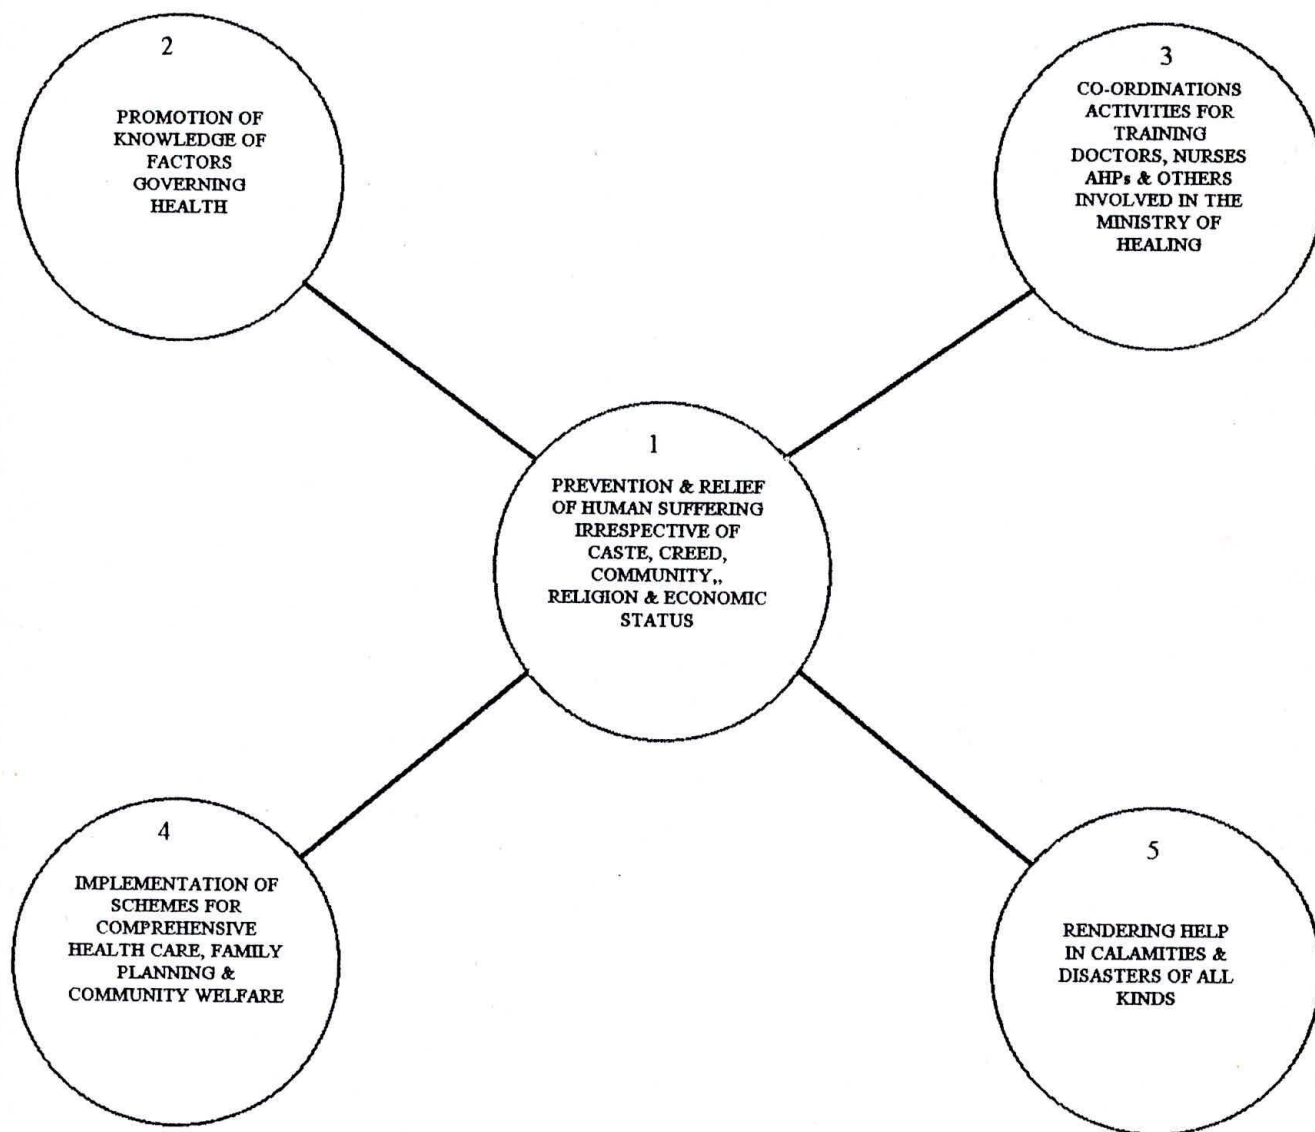 2
PROMOTION OF
KNOWLEDGE OF
FACTORS
GOVERNING
HEALTH
3
CO-ORDINATIONS
ACTIVITIES FOR
TRAINING
DOCTORS, NURSES
AHPs & OTHERS
INVOLVED IN THE
MINISTRY OF
HEALING
1
PREVENTION & RELIEF
OF HUMAN SUFFERING
IRRESPECTIVE OF
CASTE, CREED,
COMMUNITY,,
RELIGION & ECONOMIC
STATUS
4
IMPLEMENTATION OF
SCHEMES FOR
COMPREHENSIVE
HEALTH CARE, FAMILY
PLANNING &
COMMUNITY WELFARE
5
RENDERING HELP
IN CALAMITIES &
DISASTERS OF ALL
KINDS